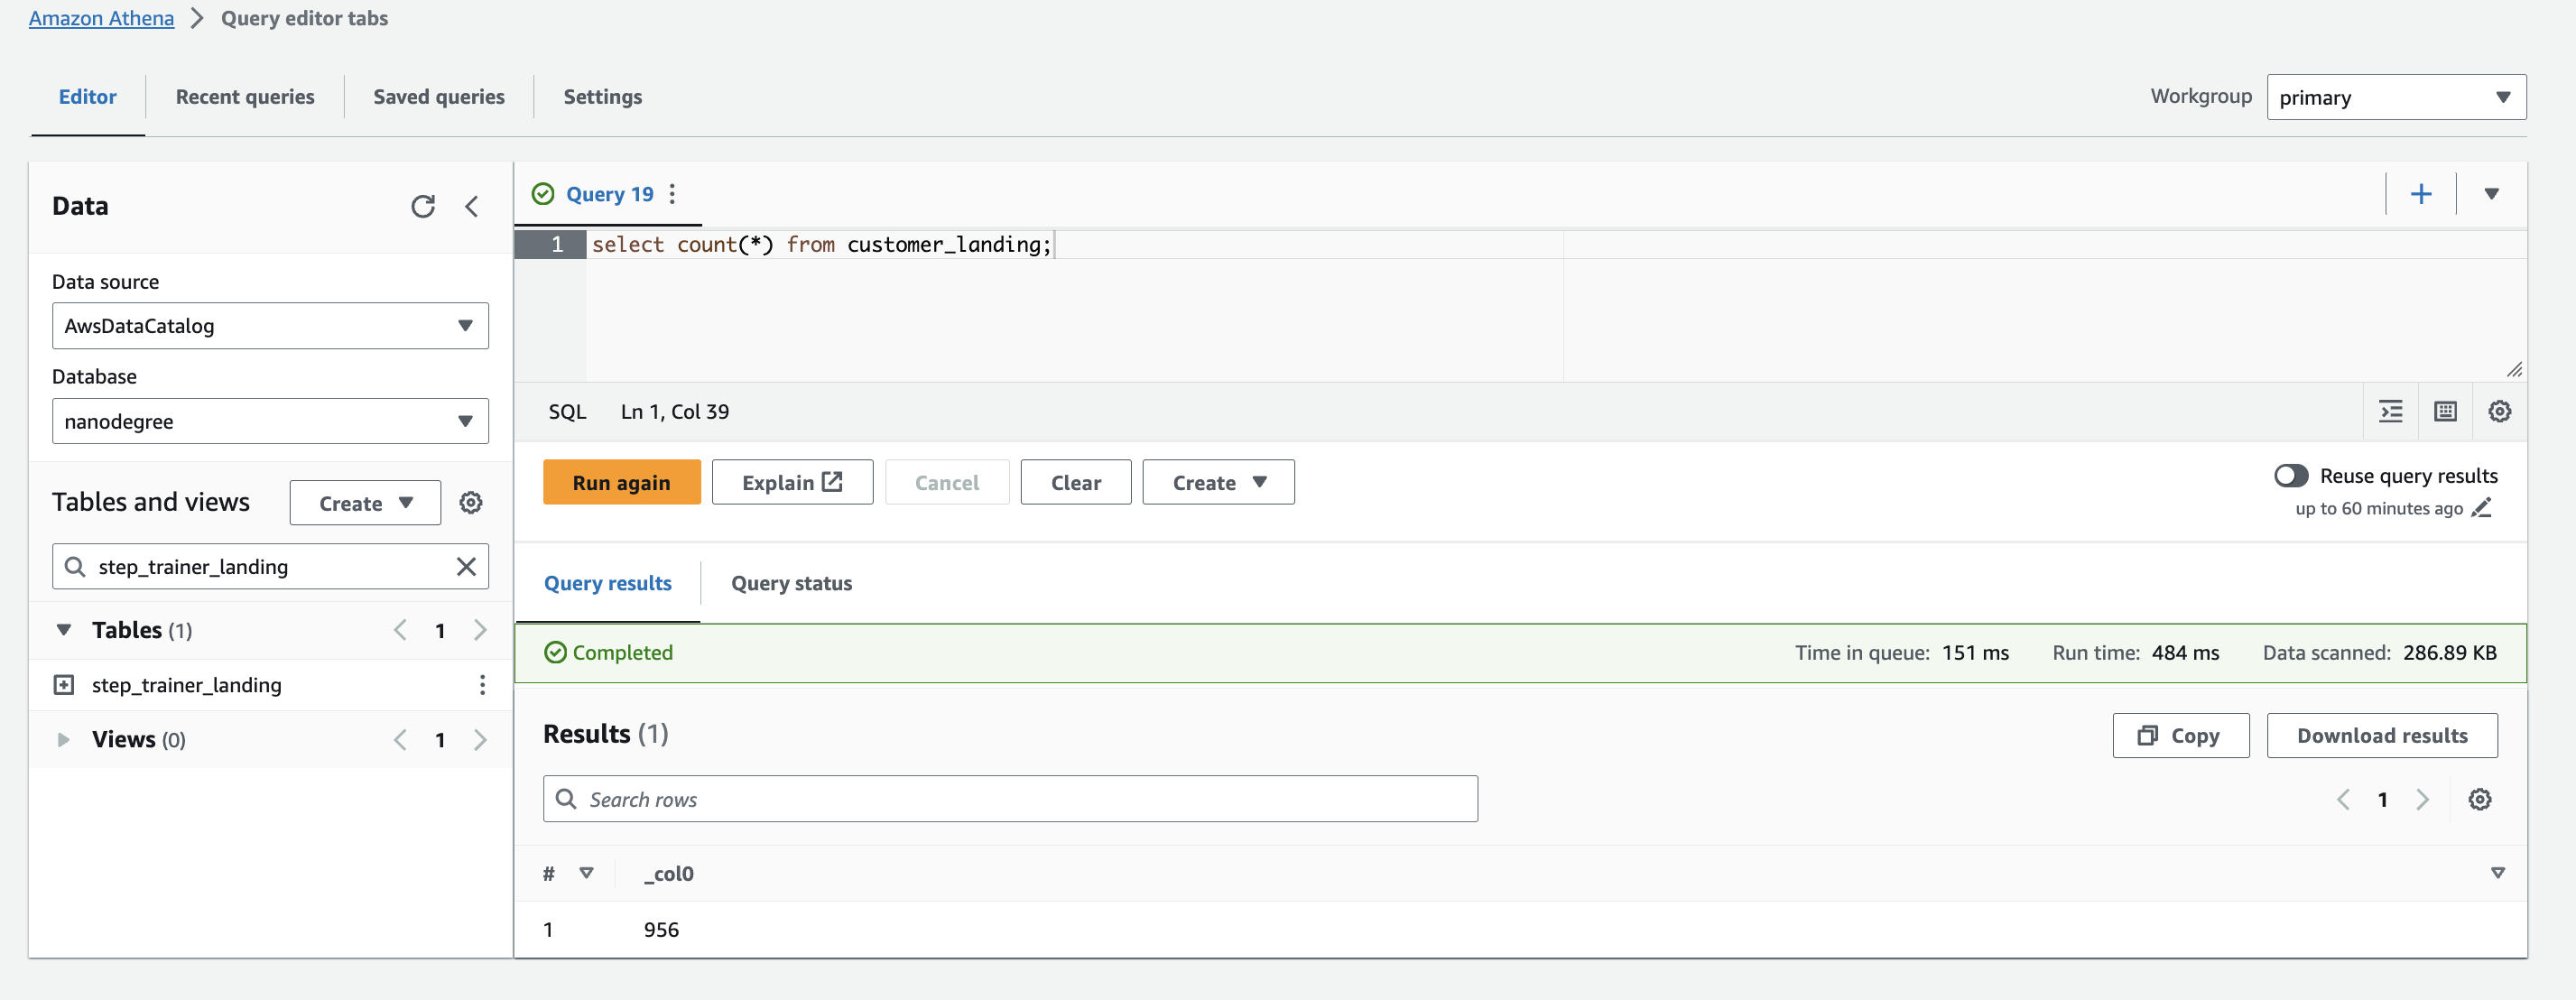 Amazon Athena > Query editor tabs
Editor Recent queries Saved queries Settings Workgroup primary
Data
Data source
AwsDataCatalog
Database
nanodegree
Tables and views Create
step_trainer_landing
Tables (1) 1
step_trainer_landing
Views (0) 1
Query 19
1 select count(*) from customer_landing;
SQL Ln 1, Col 39
Run again Explain Cancel Clear Create
Reuse query results
up to 60 minutes ago
Query results Query status
Completed Time in queue: 151 ms Run time: 484 ms Data scanned: 286.89 KB
Results (1) Copy Download results
Search rows 1
# _col0
1 956